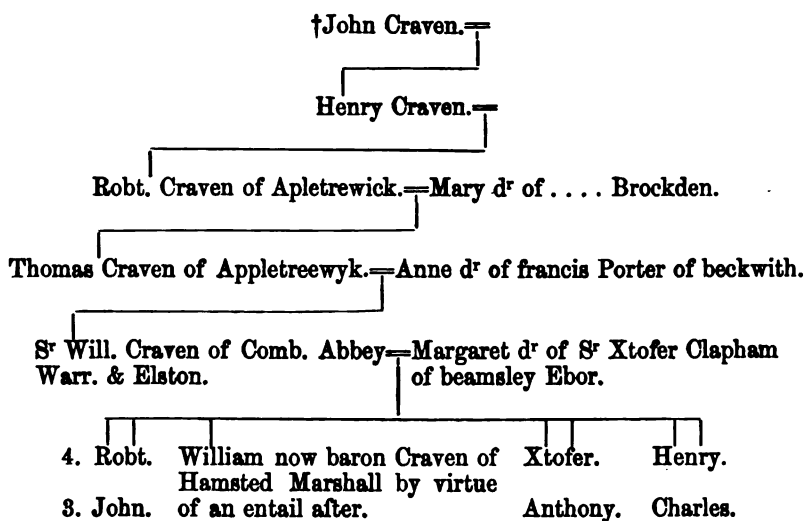 †John Craven.=
Henry Craven.=
Robt. Craven of Apletrewick.=Mary dʳ of . . . . Brockden.
Thomas Craven of Appletreewyk.=Anne dʳ of francis Porter of beckwith.
Sʳ Will. Craven of Comb. Abbey=Margaret dʳ of Sʳ Xtofer Clapham
Warr. & Elston. of beamsley Ebor.
4. Robt. William now baron Craven of Xtofer. Henry.
Hamsted Marshall by virtue
3. John. of an entail after. Anthony. Charles.